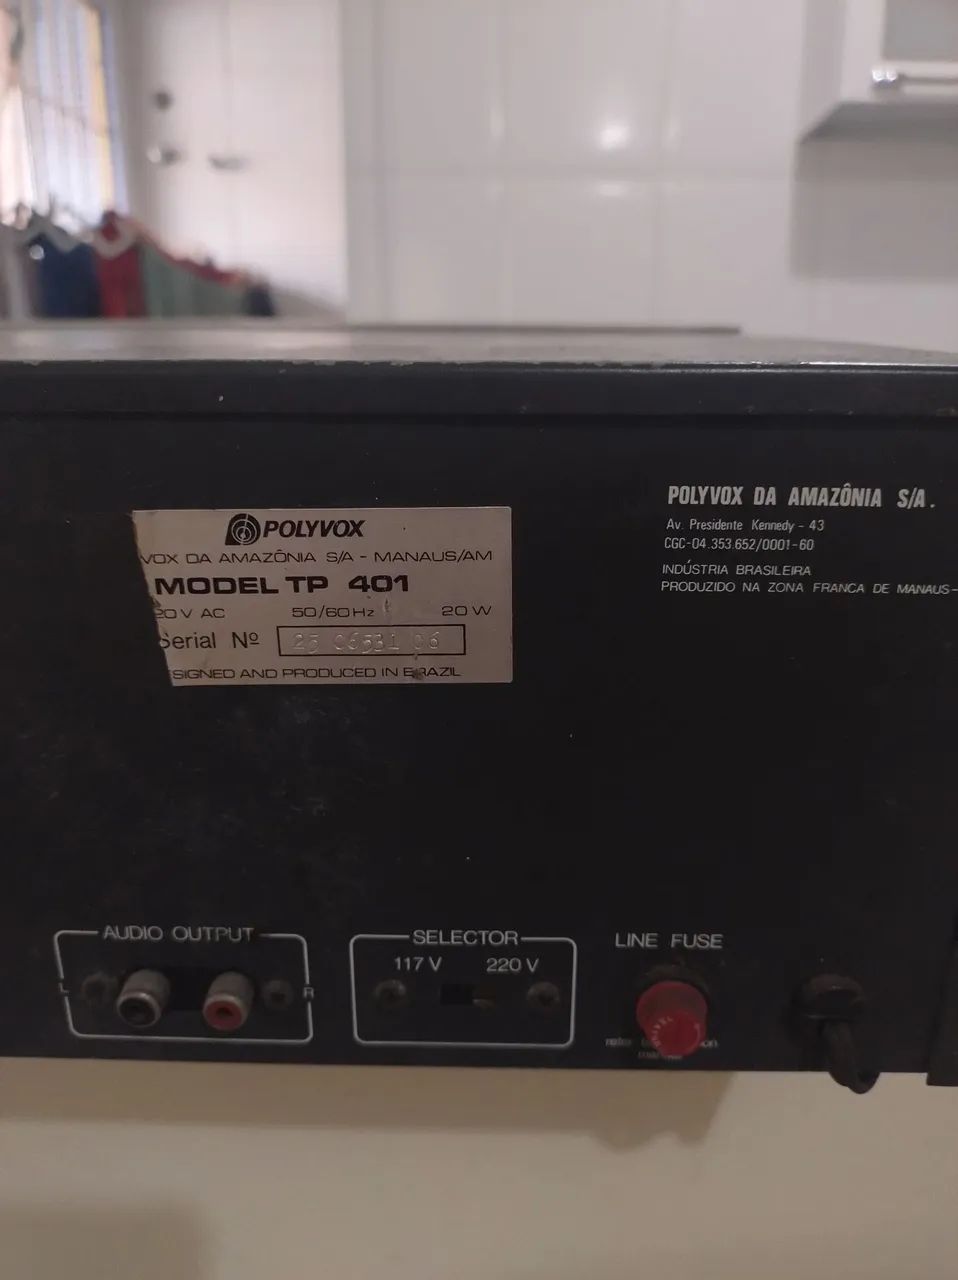 POLYVOX
VOX DA AMAZÔNIA S/A - MANAUS/AM
MODEL TP 401
20 V AC 50/60 Hz 20 W
Serial Nº
SIGNED AND PRODUCED IN BRAZIL
POLYVOX DA AMAZÔNIA S/A.
Av. Presidente Kennedy - 43
CGC-04.353.652/0001-60
INDÚSTRIA BRASILEIRA
PRODUZIDO NA ZONA FRANCA DE MANAUS-
AUDIO OUTPUT
L R
SELECTOR
117 V 220 V
LINE FUSE